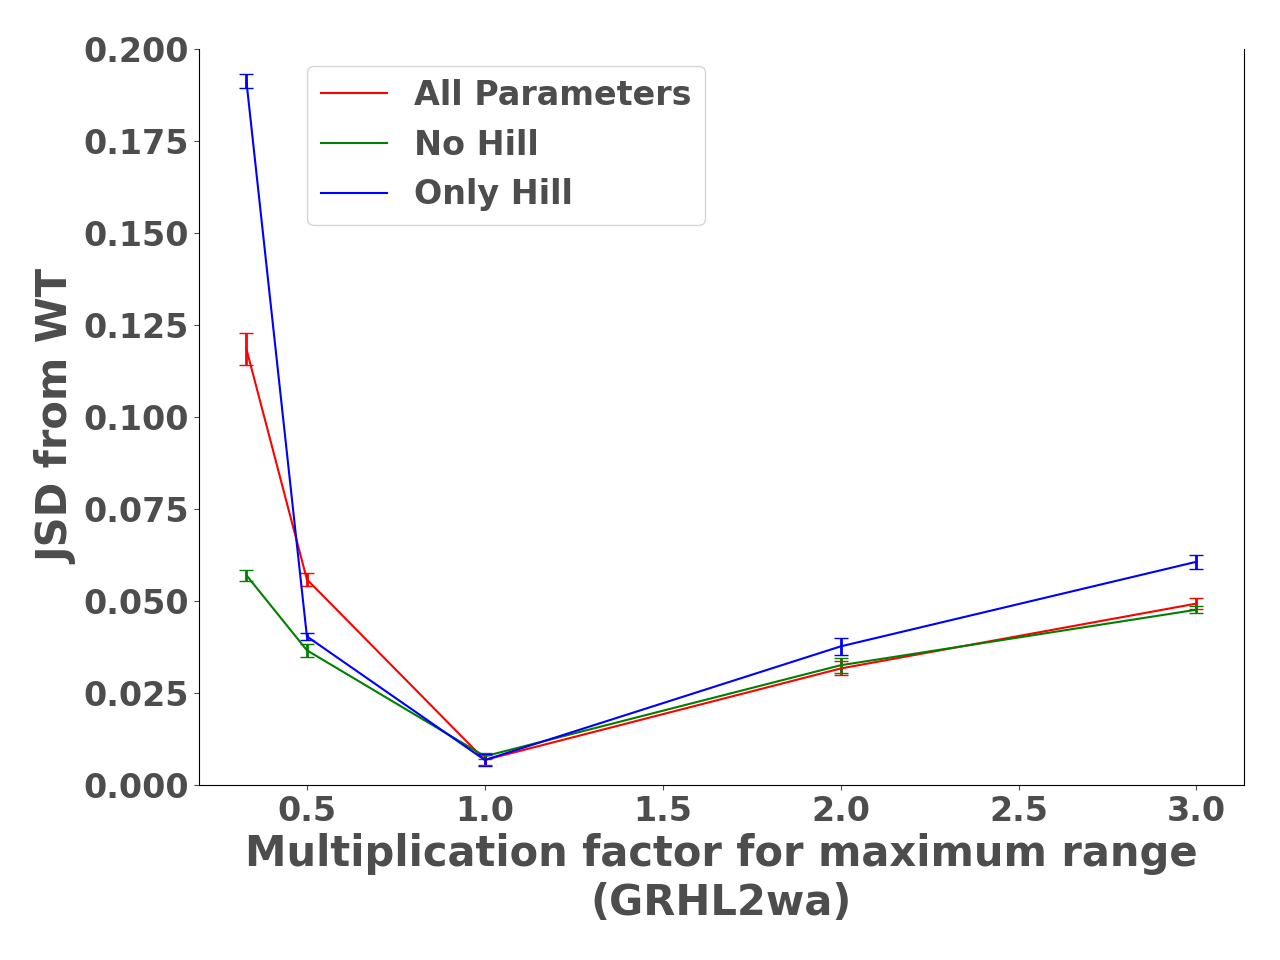 0.200
0.175
0.150
0.125
0.100
0.075
0.050
0.025
0.000
JSD from WT
All Parameters
No Hill
Only Hill
0.5 1.0 1.5 2.0 2.5 3.0
Multiplication factor for maximum range
(GRHL2wa)